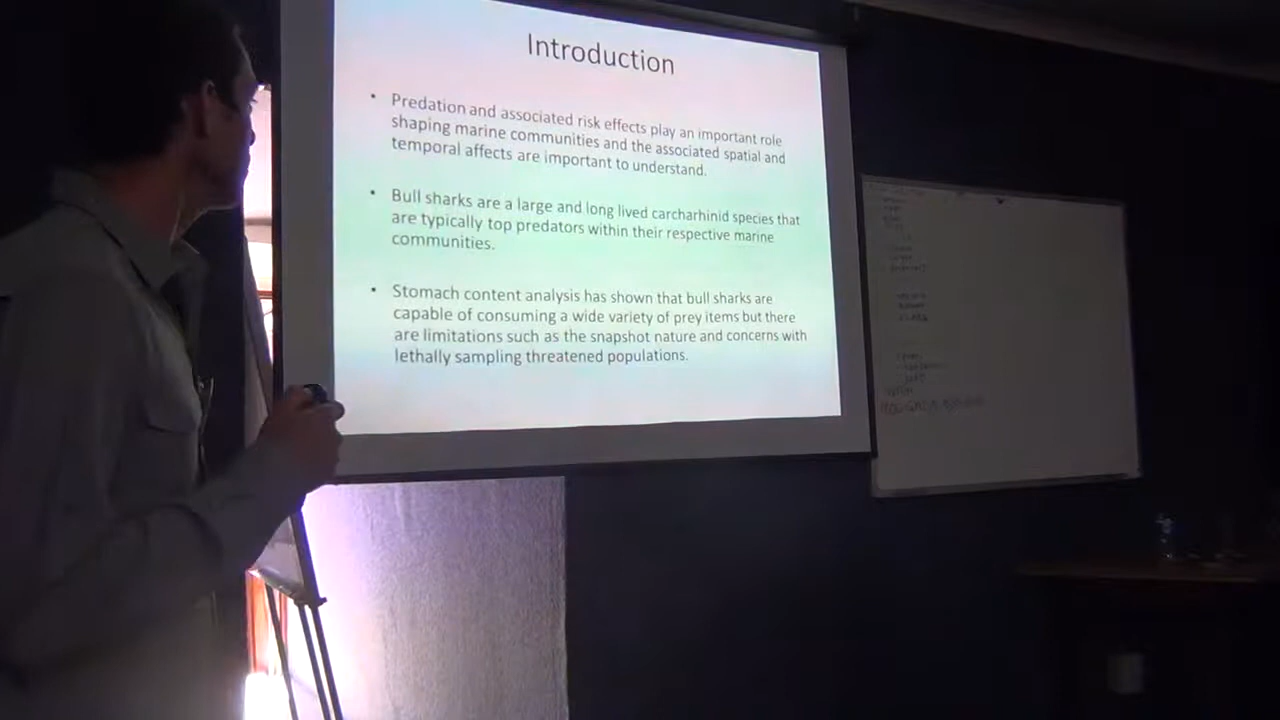 Introduction
• Predation and associated risk effects play an important role
shaping marine communities and the associated spatial and
temporal affects are important to understand.
• Bull sharks are a large and long lived carcharhinid species that
are typically top predators within their respective marine
communities.
• Stomach content analysis has shown that bull sharks are
capable of consuming a wide variety of prey items but there
are limitations such as the snapshot nature and concerns with
lethally sampling threatened populations.